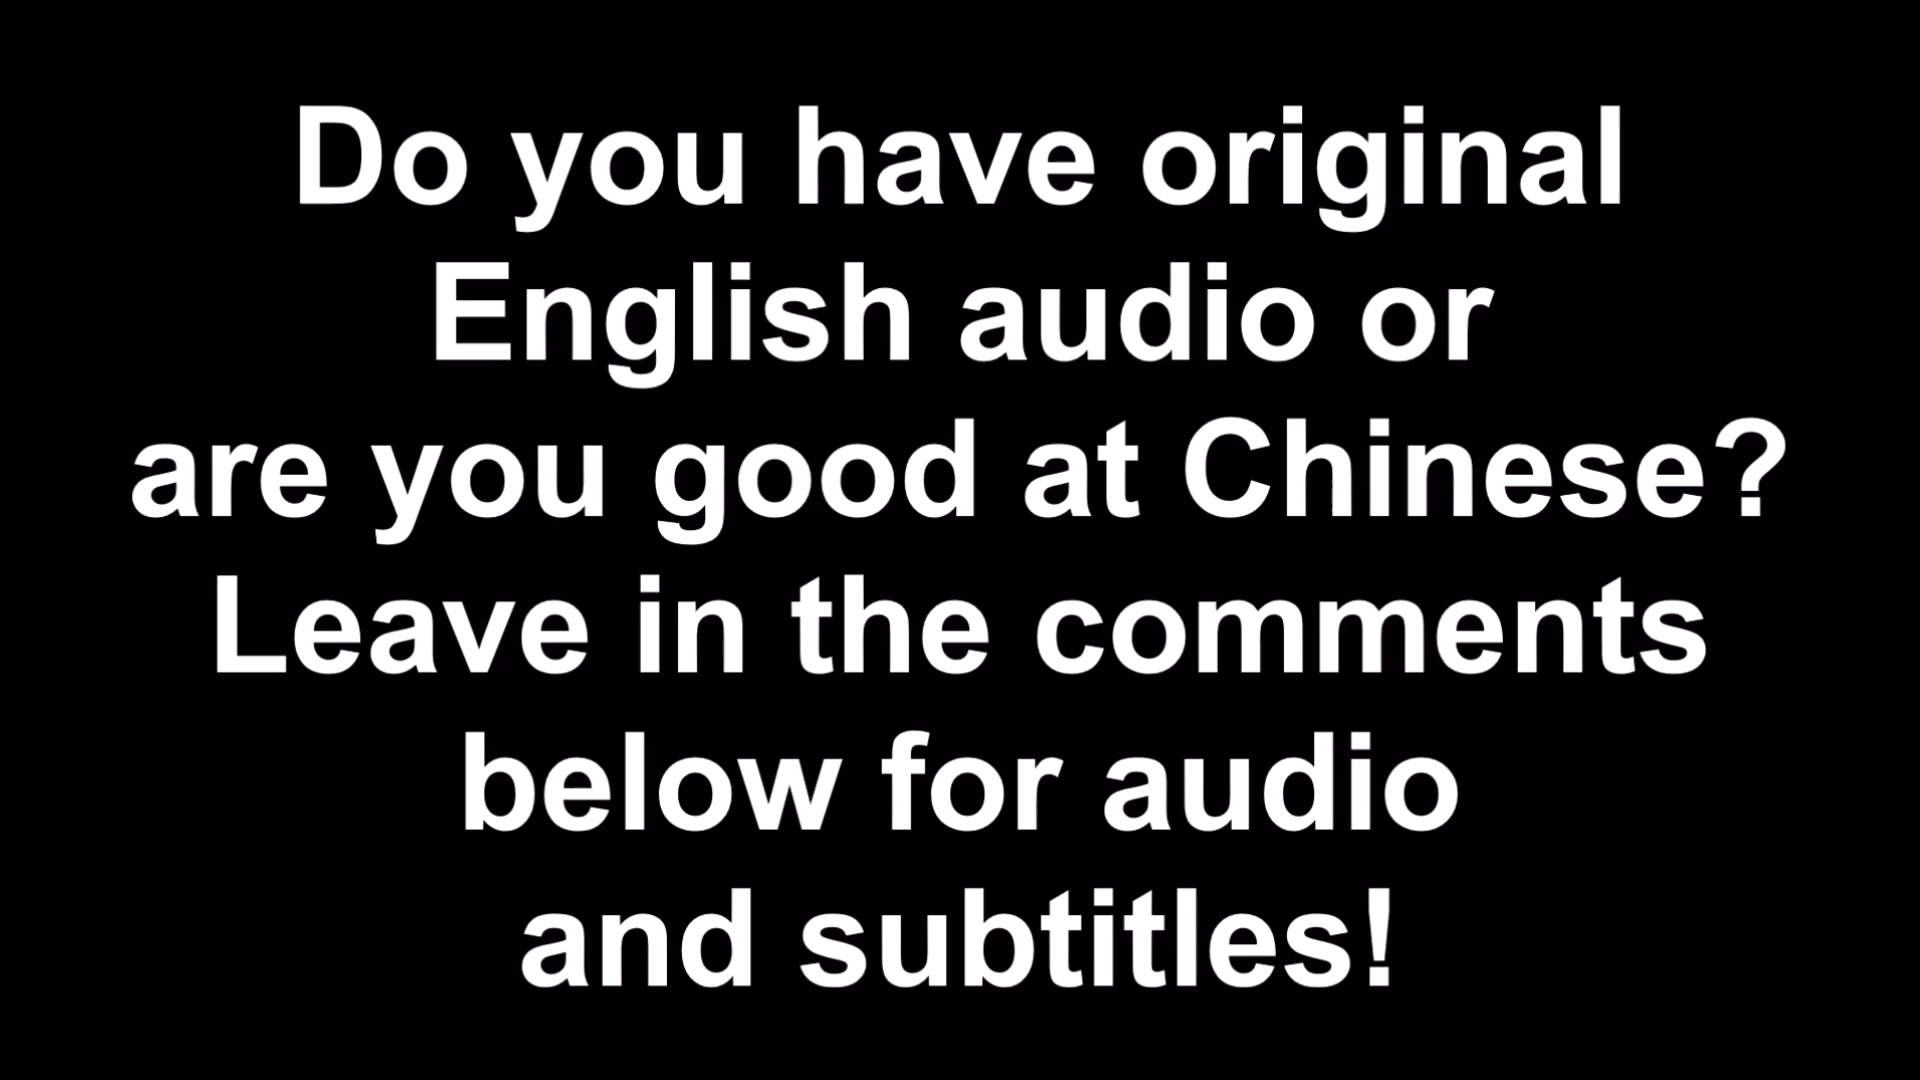 Do you have original
English audio or
are you good at Chinese?
Leave in the comments
below for audio
and subtitles!